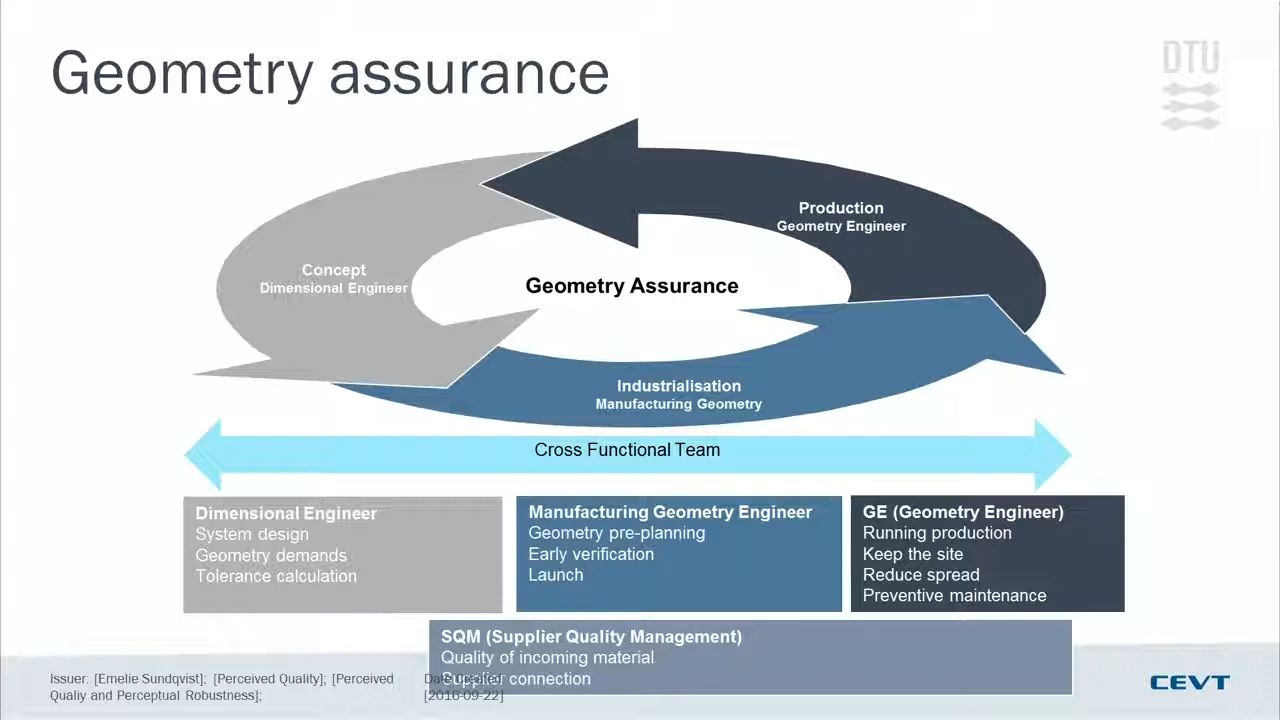 Geometry assurance
DTU
Production
Geometry Engineer
Concept
Dimensional Engineer
Geometry Assurance
Industrialisation
Manufacturing Geometry
Cross Functional Team
Dimensional Engineer
System design
Geometry demands
Tolerance calculation
Manufacturing Geometry Engineer
Geometry pre-planning
Early verification
Launch
GE (Geometry Engineer)
Running production
Keep the site
Reduce spread
Preventive maintenance
SQM (Supplier Quality Management)
Quality of incoming material
Supplier connection
Issuer: [Emelie Sundqvist]; [Perceived Quality]; [Perceived
Qualiy and Perceptual Robustness];
[2016-09-22]
CEVT